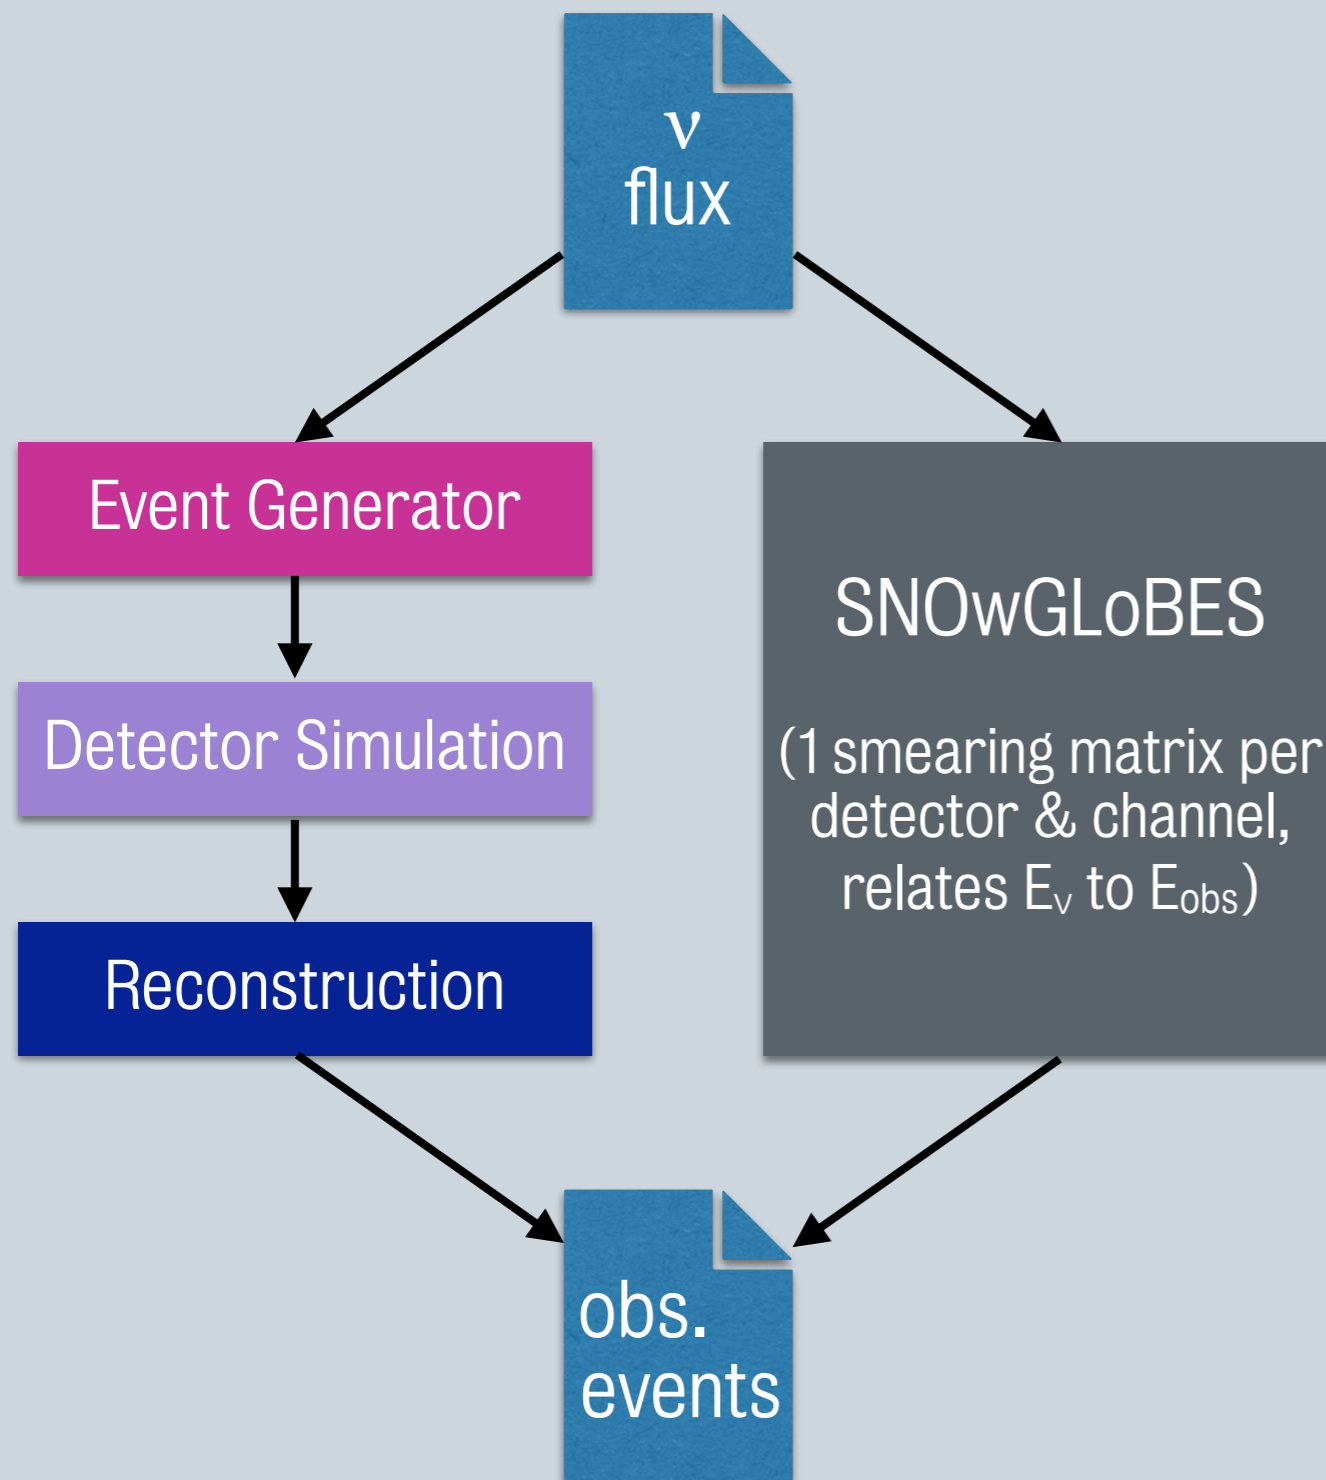 ν
flux
Event Generator
Detector Simulation
Reconstruction
SNOwGLoBES
(1 smearing matrix per
detector & channel,
relates Eν to Eobs)
obs.
events